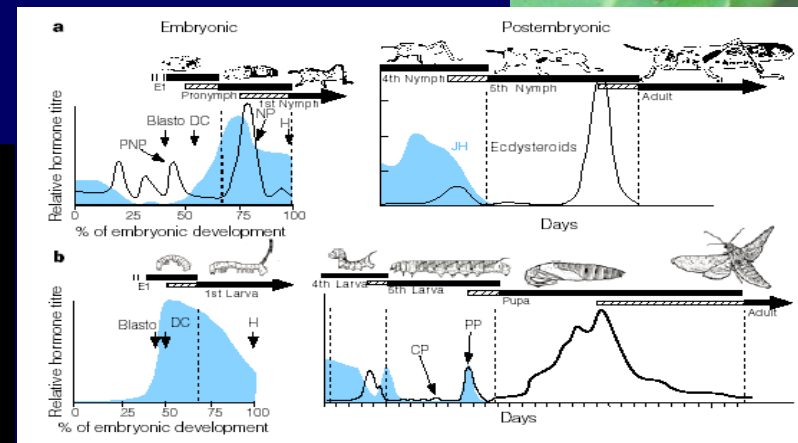 a
Embryonic
Postembryonic
E1
Pronymph
1st Nymph
4th Nymph
5th Nymph
Adult
Blasto DC
NP
H
PNP
JH
Ecdysteroids
Relative hormone titre
0 25 50 75 100
% of embryonic development
Days
b
E1
1st Larva
4th Larva
5th Larva
Pupa
Adult
Blasto
DC
H
CP
PP
Relative hormone titre
0 50 75 100
% of embryonic development
Days